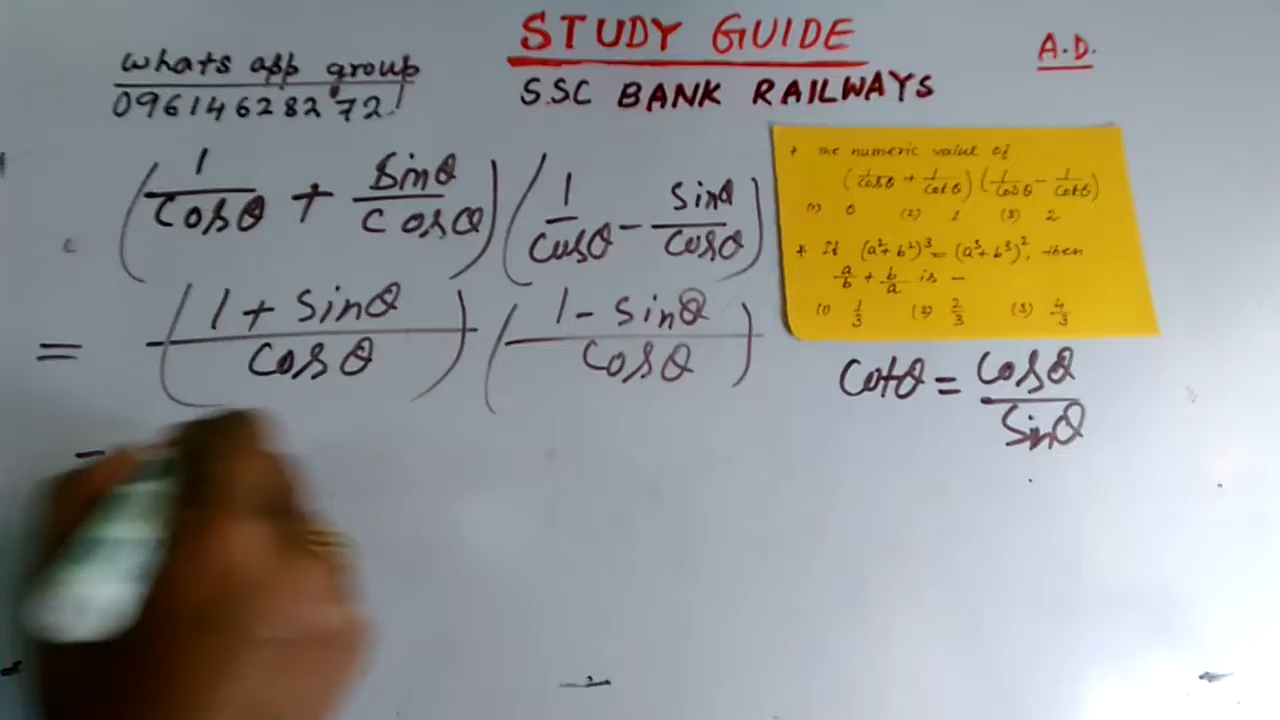 STUDY GUIDE
A.D.
whats app group
09614628272!
S.S.C BANK RAILWAYS
(1/cosθ + sinθ/cosθ) (1/cosθ - sinθ/cosθ)
= (1 + sinθ/cosθ) (1 - sinθ/cosθ)
* The numeric value of
(1/cosθ + 1/cotθ) (1/cosθ - 1/cotθ)
(1) 0 (2) 1 (3) 2
* If (a²+b²)³ = (a³+b³)², then
a/b + b/a is -
(1) 1/3 (2) 2/3 (3) 4/3
cotθ = cosθ/sinθ